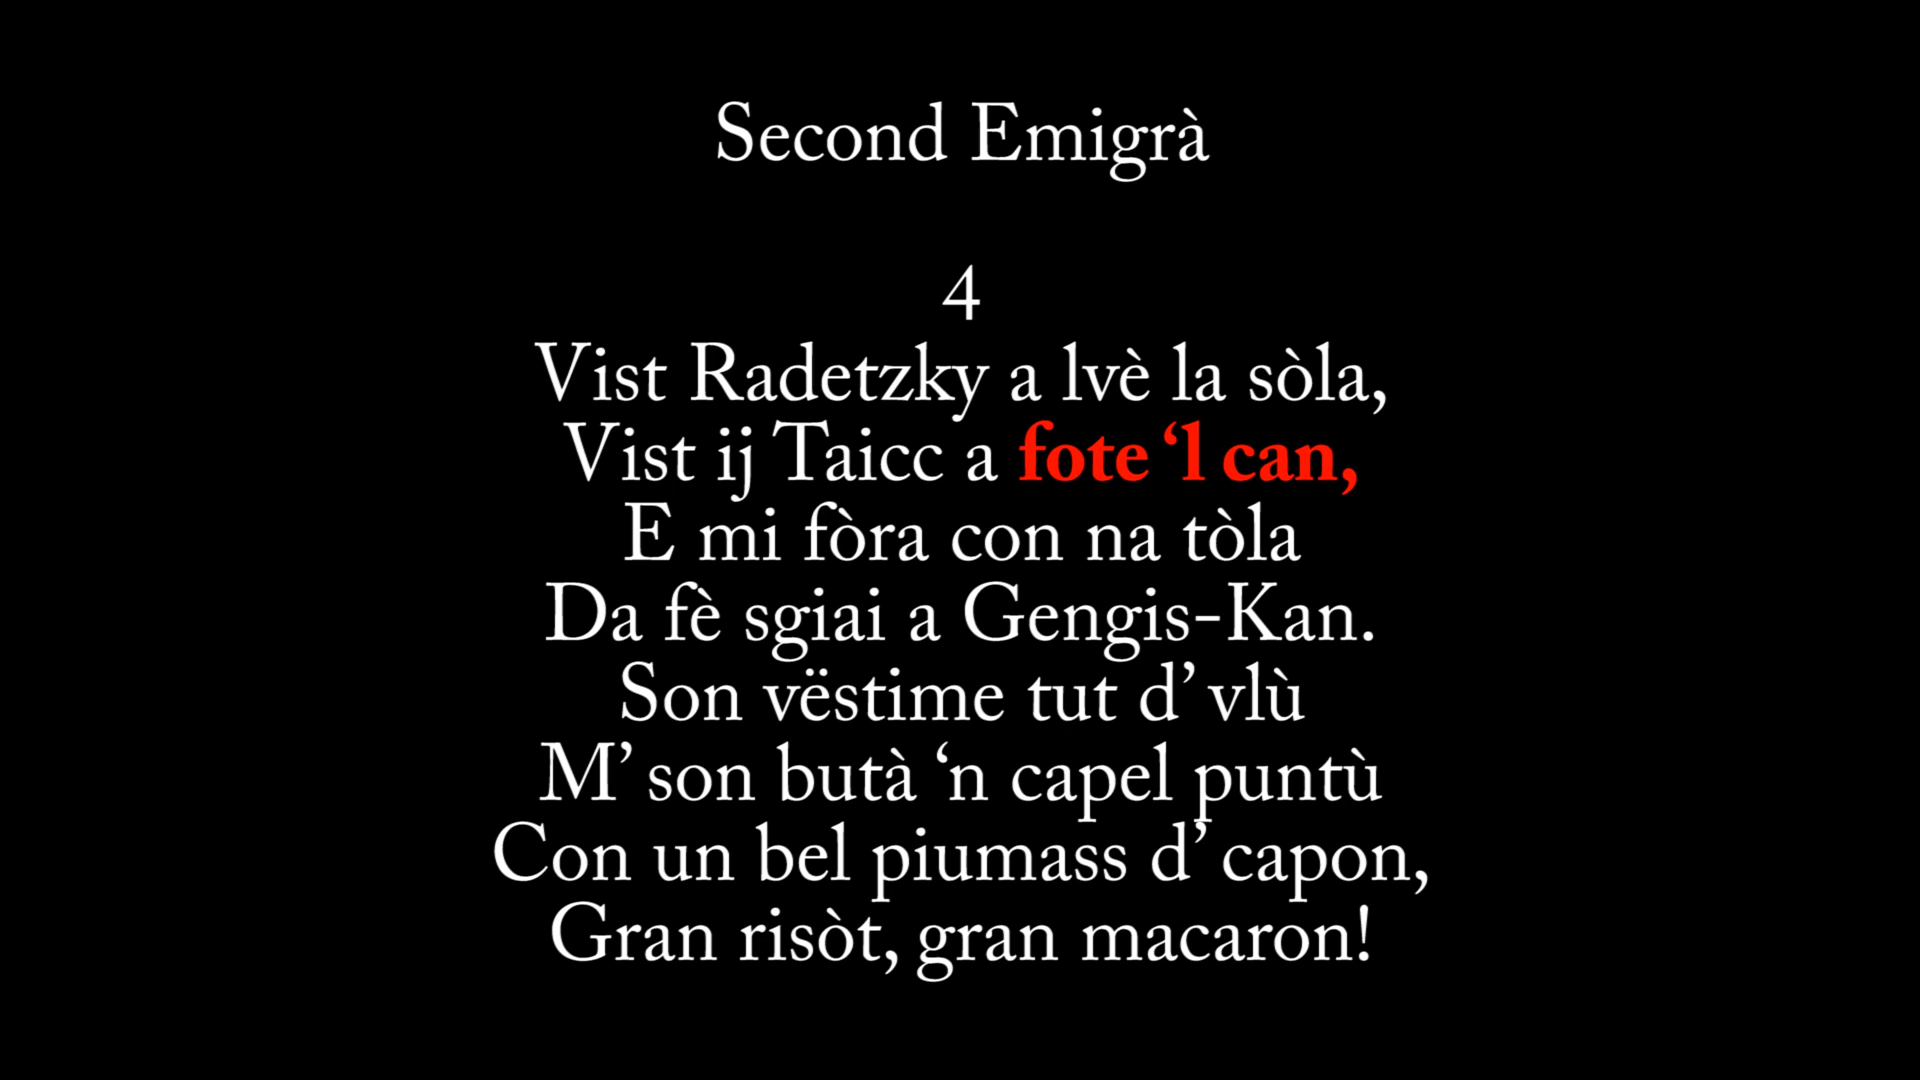 Second Emigrà
4
Vist Radetzky a lvè la sòla,
Vist ij Taicc a fote ‘l can,
E mi fòra con na tòla
Da fè sgiai a Gengis-Kan.
Son vëstime tut d’ vlù
M’ son butà ‘n capel puntù
Con un bel piumass d’ capon,
Gran risòt, gran macaron!